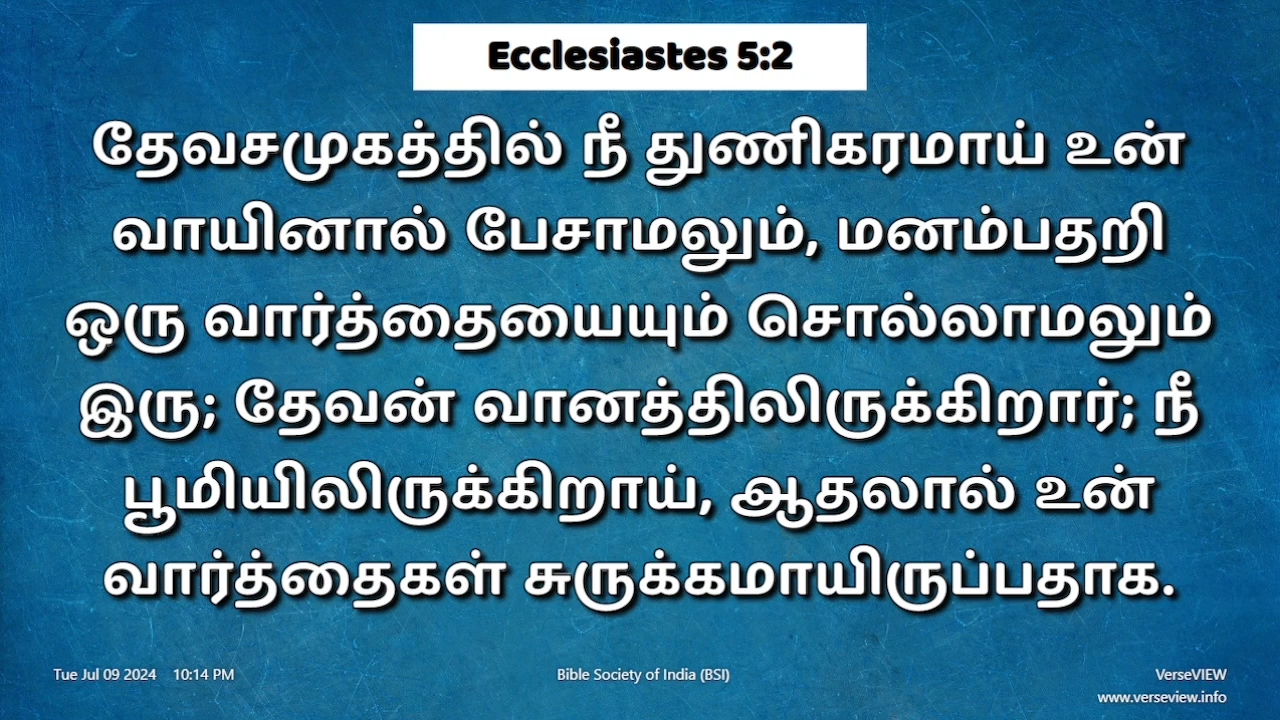 Ecclesiastes 5:2
தேவசமுகத்தில் நீ துணிகரமாய் உன்
வாயினால் பேசாமலும், மனம்பதறி
ஒரு வார்த்தையையும் சொல்லாமலும்
இரு; தேவன் வானத்திலிருக்கிறார்; நீ
பூமியிலிருக்கிறாய், ஆதலால் உன்
வார்த்தைகள் சுருக்கமாயிருப்பதாக.
Tue Jul 09 2024 10:14 PM
Bible Society of India (BSI)
VerseVIEW
www.verseview.info